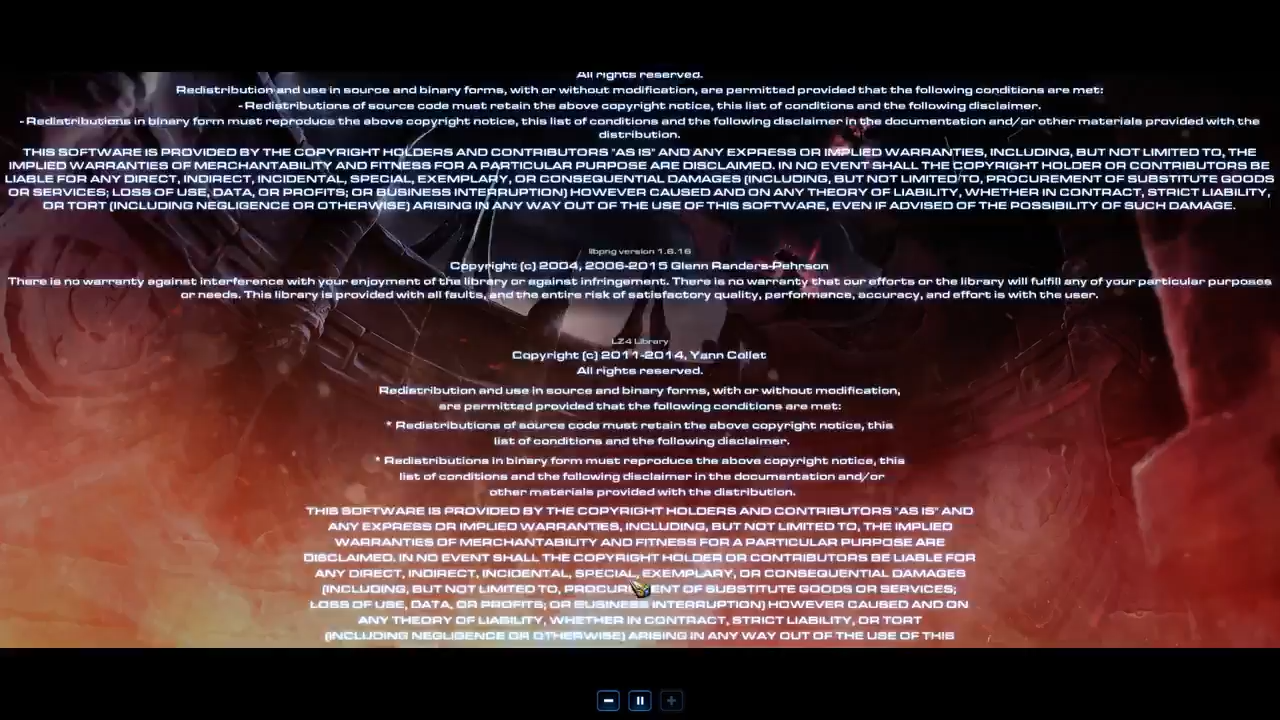 All rights reserved.
Redistribution and use in source and binary forms, with or without modification, are permitted provided that the following conditions are met:
- Redistributions of source code must retain the above copyright notice, this list of conditions and the following disclaimer.
- Redistributions in binary form must reproduce the above copyright notice, this list of conditions and the following disclaimer in the documentation and/or other materials provided with the
distribution.
THIS SOFTWARE IS PROVIDED BY THE COPYRIGHT HOLDERS AND CONTRIBUTORS "AS IS" AND ANY EXPRESS OR IMPLIED WARRANTIES, INCLUDING, BUT NOT LIMITED TO, THE
IMPLIED WARRANTIES OF MERCHANTABILITY AND FITNESS FOR A PARTICULAR PURPOSE ARE DISCLAIMED. IN NO EVENT SHALL THE COPYRIGHT HOLDER OR CONTRIBUTORS BE
LIABLE FOR ANY DIRECT, INDIRECT, INCIDENTAL, SPECIAL, EXEMPLARY, OR CONSEQUENTIAL DAMAGES (INCLUDING, BUT NOT LIMITED TO, PROCUREMENT OF SUBSTITUTE GOODS
OR SERVICES; LOSS OF USE, DATA, OR PROFITS; OR BUSINESS INTERRUPTION) HOWEVER CAUSED AND ON ANY THEORY OF LIABILITY, WHETHER IN CONTRACT, STRICT LIABILITY,
OR TORT (INCLUDING NEGLIGENCE OR OTHERWISE) ARISING IN ANY WAY OUT OF THE USE OF THIS SOFTWARE, EVEN IF ADVISED OF THE POSSIBILITY OF SUCH DAMAGE.
libpng version 1.6.16
Copyright (c) 2004, 2006-2015 Glenn Randers-Pehrson
There is no warranty against interference with your enjoyment of the library or against infringement. There is no warranty that our efforts or the library will fulfill any of your particular purposes
or needs. This library is provided with all faults, and the entire risk of satisfactory quality, performance, accuracy, and effort is with the user.
LZ4 Library
Copyright (c) 2011-2014, Yann Collet
All rights reserved.
Redistribution and use in source and binary forms, with or without modification,
are permitted provided that the following conditions are met:
* Redistributions of source code must retain the above copyright notice, this
list of conditions and the following disclaimer.
* Redistributions in binary form must reproduce the above copyright notice, this
list of conditions and the following disclaimer in the documentation and/or
other materials provided with the distribution.
THIS SOFTWARE IS PROVIDED BY THE COPYRIGHT HOLDERS AND CONTRIBUTORS "AS IS" AND
ANY EXPRESS OR IMPLIED WARRANTIES, INCLUDING, BUT NOT LIMITED TO, THE IMPLIED
WARRANTIES OF MERCHANTABILITY AND FITNESS FOR A PARTICULAR PURPOSE ARE
DISCLAIMED. IN NO EVENT SHALL THE COPYRIGHT HOLDER OR CONTRIBUTORS BE LIABLE FOR
ANY DIRECT, INDIRECT, INCIDENTAL, SPECIAL, EXEMPLARY, OR CONSEQUENTIAL DAMAGES
(INCLUDING, BUT NOT LIMITED TO, PROCUREMENT OF SUBSTITUTE GOODS OR SERVICES;
LOSS OF USE, DATA, OR PROFITS; OR BUSINESS INTERRUPTION) HOWEVER CAUSED AND ON
ANY THEORY OF LIABILITY, WHETHER IN CONTRACT, STRICT LIABILITY, OR TORT
(INCLUDING NEGLIGENCE OR OTHERWISE) ARISING IN ANY WAY OUT OF THE USE OF THIS